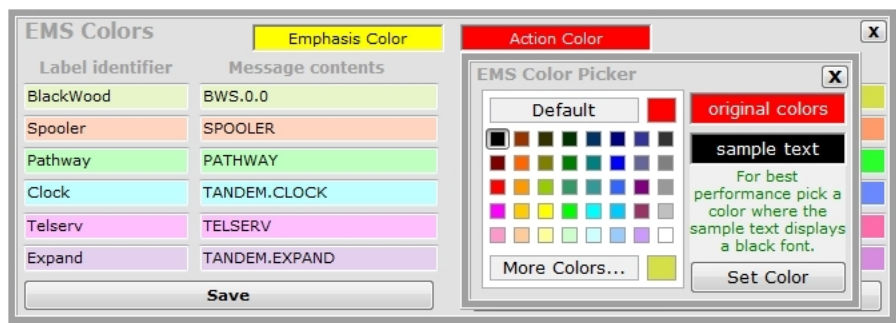 EMS Colors
Emphasis Color
Action Color
X
Label identifier
Message contents
BlackWood
BWS.0.0
Spooler
SPOOLER
Pathway
PATHWAY
Clock
TANDEM.CLOCK
Telserv
TELSERV
Expand
TANDEM.EXPAND
Save
EMS Color Picker
X
Default
original colors
sample text
For best
performance pick a
color where the
sample text displays
a black font.
More Colors...
Set Color